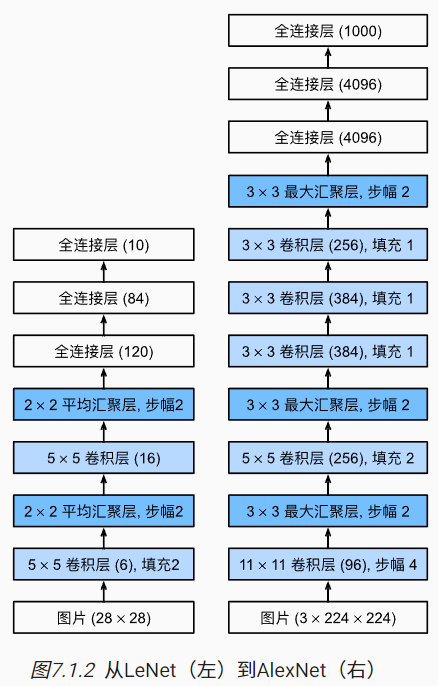 全连接层 (1000)
全连接层 (4096)
全连接层 (4096)
3 × 3 最大汇聚层, 步幅 2
3 × 3 卷积层 (256), 填充 1
3 × 3 卷积层 (384), 填充 1
3 × 3 卷积层 (384), 填充 1
3 × 3 最大汇聚层, 步幅 2
5 × 5 卷积层 (256), 填充 2
3 × 3 最大汇聚层, 步幅 2
11 × 11 卷积层 (96), 步幅 4
图片 (3 × 224 × 224)
全连接层 (10)
全连接层 (84)
全连接层 (120)
2 × 2 平均汇聚层, 步幅2
5 × 5 卷积层 (16)
2 × 2 平均汇聚层, 步幅2
5 × 5 卷积层 (6), 填充2
图片 (28 × 28)
图7.1.2 从LeNet（左）到AlexNet（右）